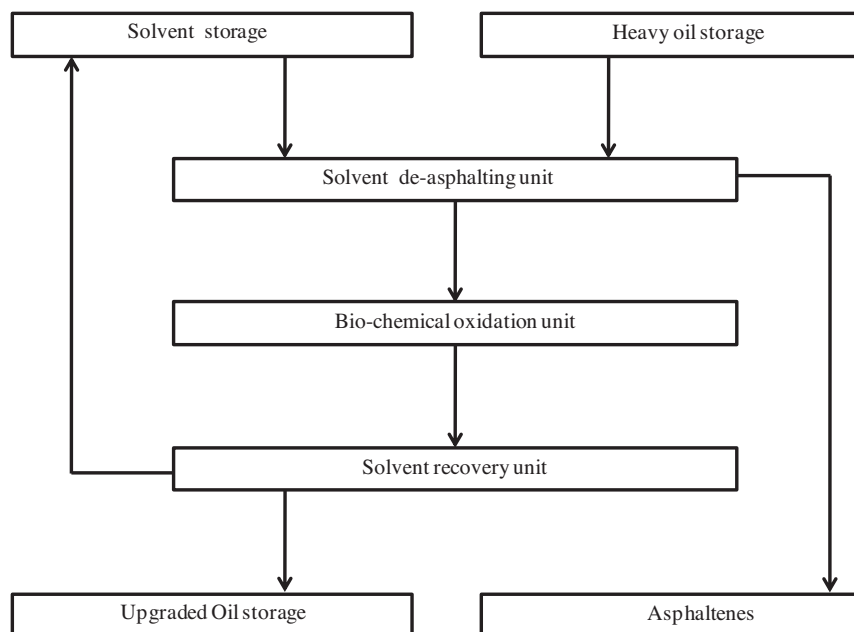 Solvent storage
Heavy oil storage
Solvent de-asphalting unit
Bio-chemical oxidation unit
Solvent recovery unit
Upgraded Oil storage
Asphaltenes